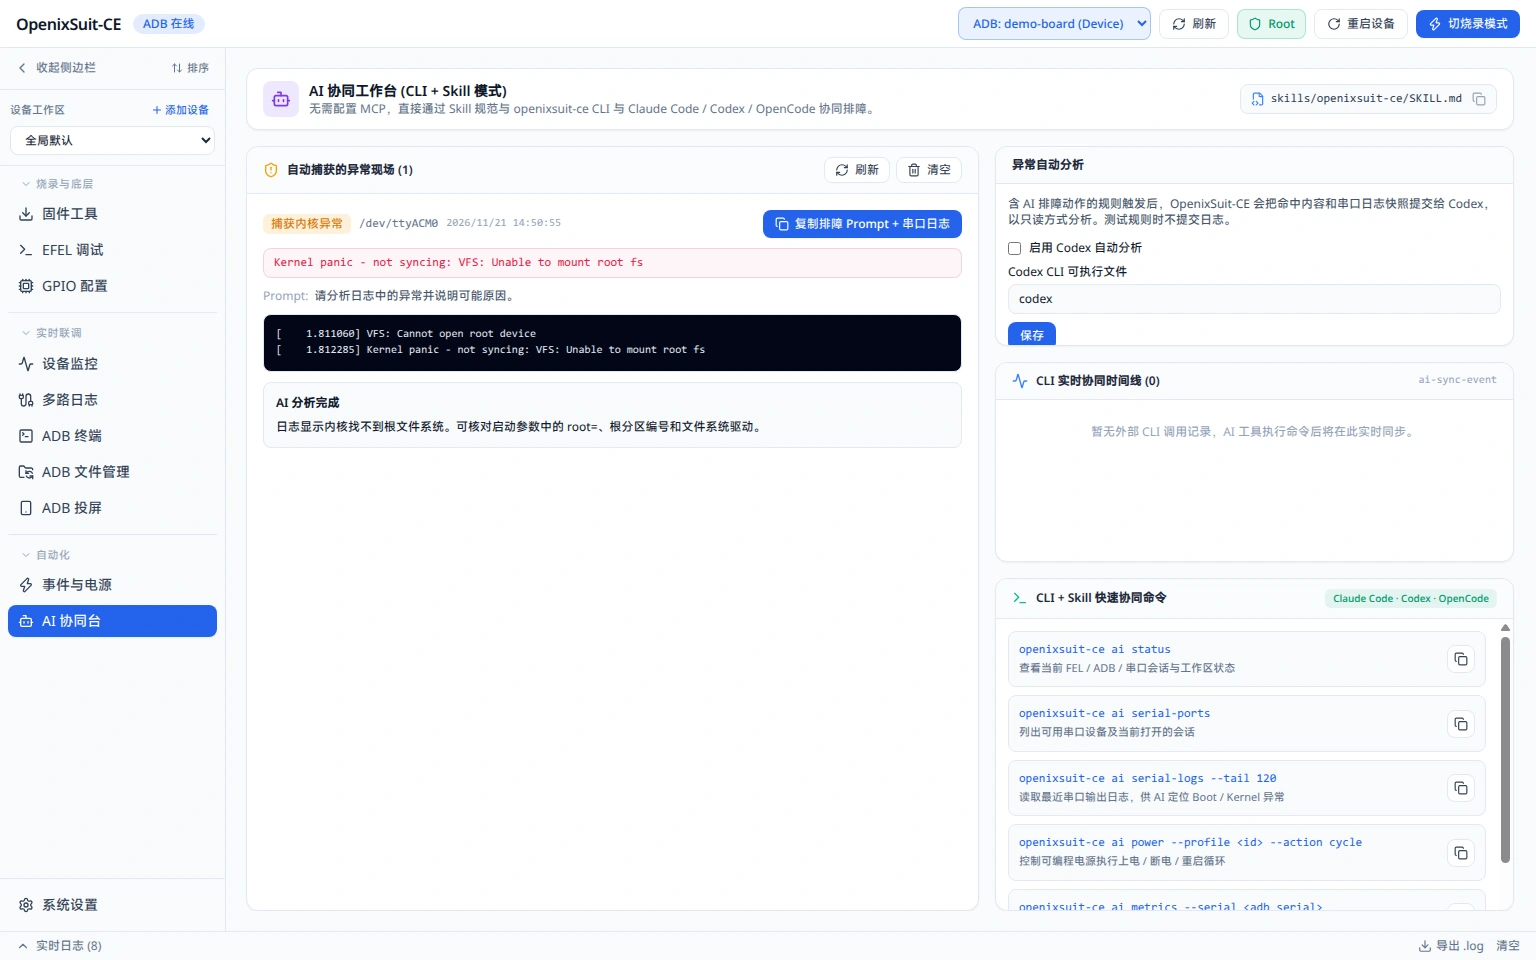 OpenixSuit-CE
ADB 在线
ADB: demo-board (Device)
刷新
Root
重启设备
切烧录模式
收起侧边栏
排序
设备工作区
添加设备
全局默认
烧录与底层
固件工具
EFEL 调试
GPIO 配置
实时联调
设备监控
多路日志
ADB 终端
ADB 文件管理
ADB 投屏
自动化
事件与电源
AI 协同台
系统设置
AI 协同工作台 (CLI + Skill 模式)
无需配置 MCP，直接通过 Skill 规范与 openixsuit-ce CLI 与 Claude Code / Codex / OpenCode 协同排障。
skills/openixsuit-ce/SKILL.md
自动捕获的异常现场 (1)
刷新
清空
捕获内核异常
/dev/ttyACM0
2026/11/21 14:50:55
复制排障 Prompt + 串口日志
Kernel panic - not syncing: VFS: Unable to mount root fs
Prompt: 请分析日志中的异常并说明可能原因。
[    1.811060] VFS: Cannot open root device
[    1.812285] Kernel panic - not syncing: VFS: Unable to mount root fs
AI 分析完成
日志显示内核找不到根文件系统。可核对启动参数中的 root=、根分区编号和文件系统驱动。
异常自动分析
含 AI 排障动作的规则触发后，OpenixSuit-CE 会把命中内容和串口日志快照提交给 Codex，
以只读方式分析。测试规则时不提交日志。
启用 Codex 自动分析
Codex CLI 可执行文件
codex
保存
CLI 实时协同时间线 (0)
ai-sync-event
暂无外部 CLI 调用记录，AI 工具执行命令后将在此实时同步。
CLI + Skill 快速协同命令
Claude Code · Codex · OpenCode
openixsuit-ce ai status
查看当前 FEL / ADB / 串口会话与工作区状态
openixsuit-ce ai serial-ports
列出可用串口设备及当前打开的会话
openixsuit-ce ai serial-logs --tail 120
读取最近串口输出日志，供 AI 定位 Boot / Kernel 异常
openixsuit-ce ai power --profile <id> --action cycle
控制可编程电源执行上电 / 断电 / 重启循环
openixsuit-ce ai metrics --serial <adb_serial>
实时日志 (8)
导出 .log
清空